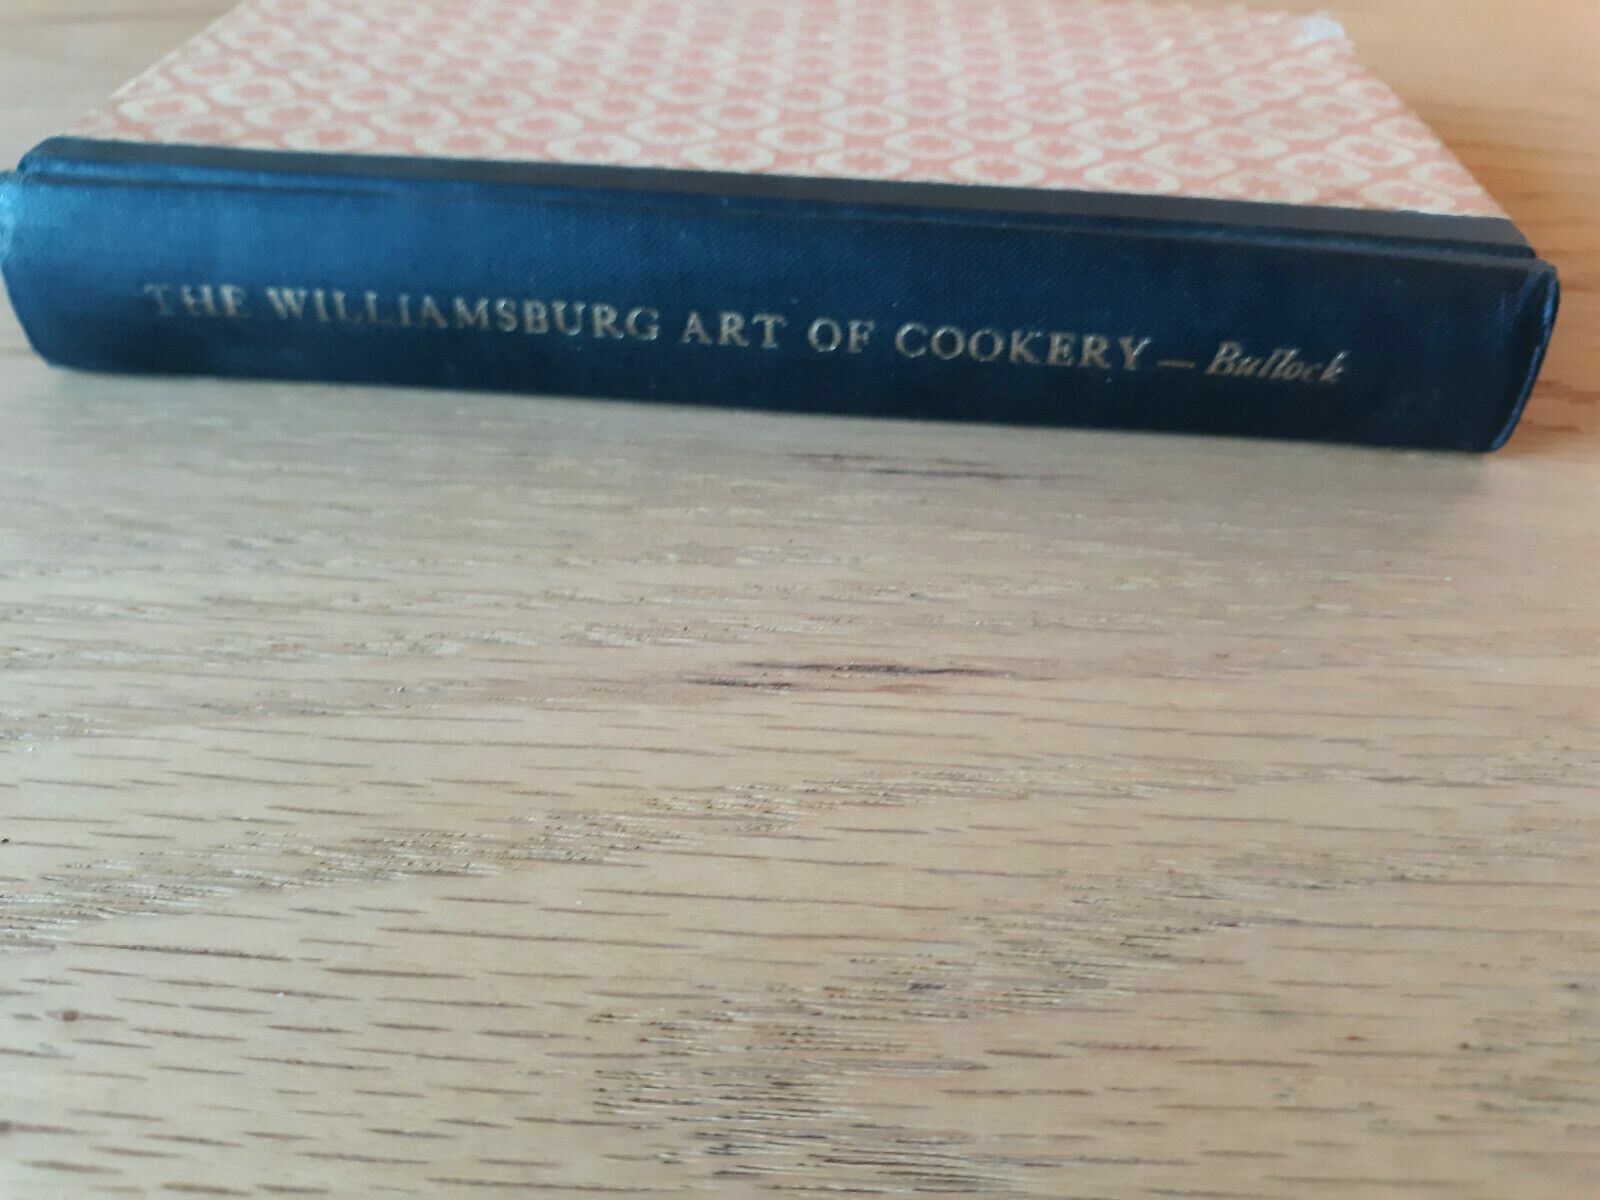 THE WILLIAMSBURG ART OF COOKERY — Bullock